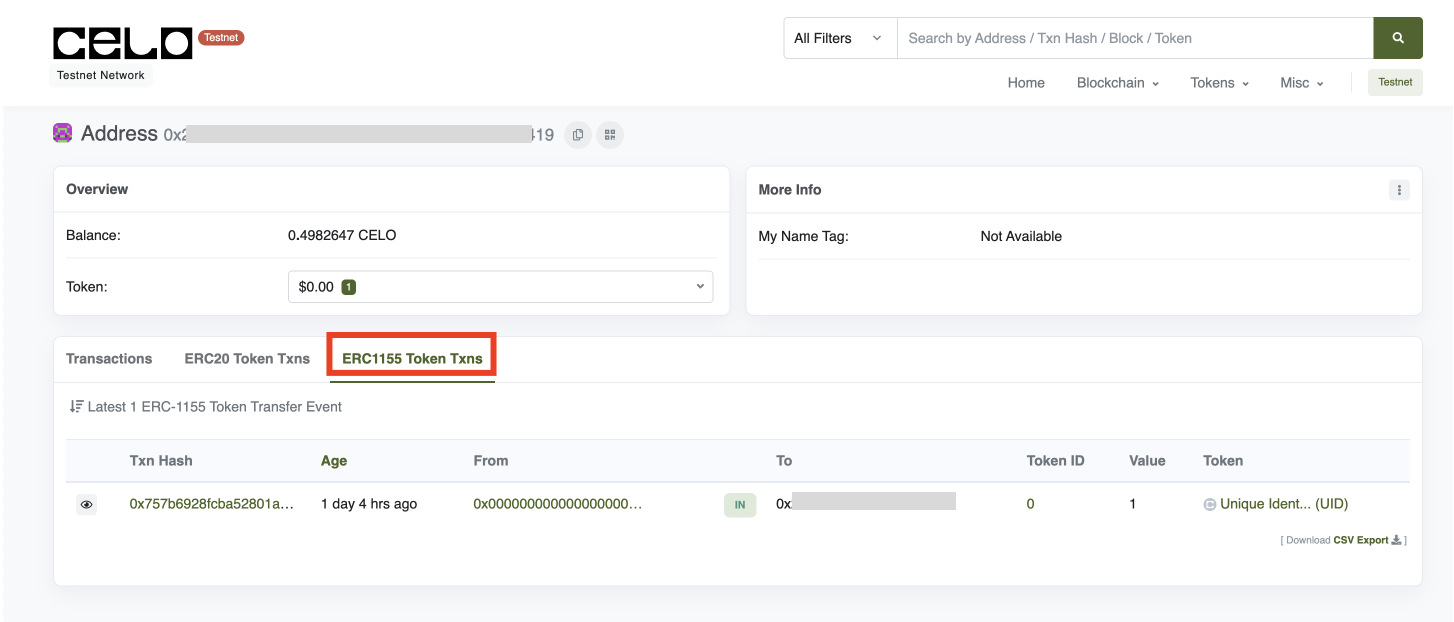 CELO Testnet
Testnet Network
All Filters Search by Address / Txn Hash / Block / Token
Home Blockchain Tokens Misc Testnet
Address 0x2 419
Overview
Balance: 0.4982647 CELO
Token: $0.00 1
More Info
My Name Tag: Not Available
Transactions ERC20 Token Txns ERC1155 Token Txns
Latest 1 ERC-1155 Token Transfer Event
Txn Hash Age From To Token ID Value Token
0x757b6928fcba52801a... 1 day 4 hrs ago 0x000000000000000000... IN 0x 0 1 C Unique Ident... (UID)
[ Download CSV Export ]